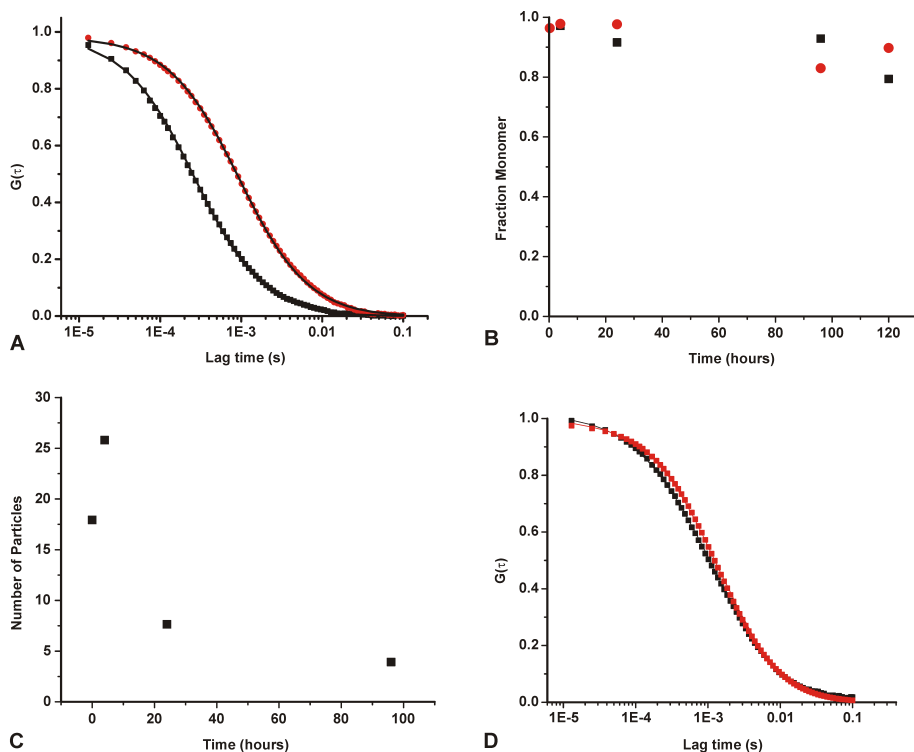 1.0
0.8
0.6
0.4
0.2
0.0
G(τ)
1E-5 1E-4 1E-3 0.01 0.1
Lag time (s)
A
1.0
0.8
0.6
0.4
0.2
0.0
Fraction Monomer
0 20 40 60 80 100 120
Time (hours)
B
30
25
20
15
10
5
0
Number of Particles
0 20 40 60 80 100
Time (hours)
C
1.0
0.8
0.6
0.4
0.2
0.0
G(τ)
1E-5 1E-4 1E-3 0.01 0.1
Lag time (s)
D